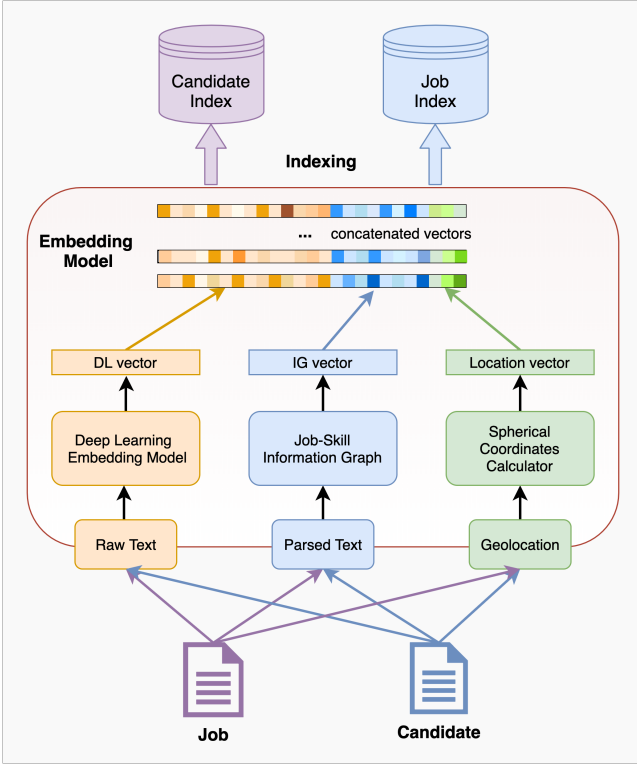 Candidate
Index
Job
Index
Indexing
Embedding
Model
... concatenated vectors
DL vector
IG vector
Location vector
Deep Learning
Embedding Model
Job-Skill
Information Graph
Spherical
Coordinates
Calculator
Raw Text
Parsed Text
Geolocation
Job
Candidate